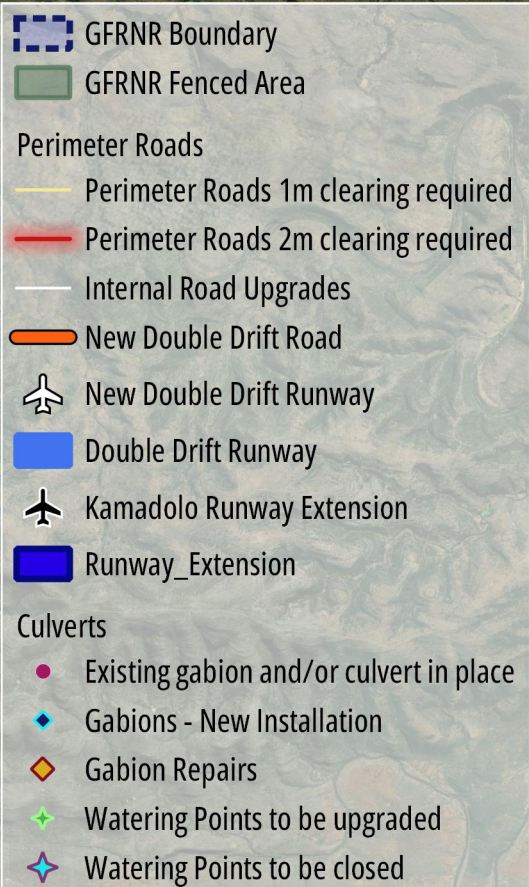 GFRNR Boundary
GFRNR Fenced Area
Perimeter Roads
Perimeter Roads 1m clearing required
Perimeter Roads 2m clearing required
Internal Road Upgrades
New Double Drift Road
New Double Drift Runway
Double Drift Runway
Kamadolo Runway Extension
Runway_Extension
Culverts
Existing gabion and/or culvert in place
Gabions - New Installation
Gabion Repairs
Watering Points to be upgraded
Watering Points to be closed